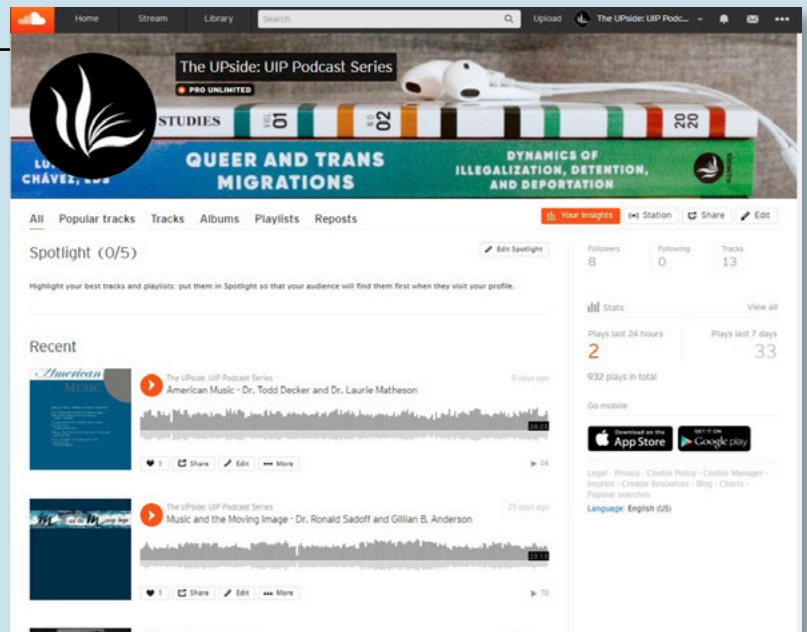 Home Stream Library Search Upload The UPside: UIP Podc...
The UPside: UIP Podcast Series
PRO UNLIMITED
STUDIES VOL 01 NO 02 2020
CHÁVEZ, EDS
QUEER AND TRANS
MIGRATIONS
DYNAMICS OF
ILLEGALIZATION, DETENTION,
AND DEPORTATION
ILLINOIS
All Popular tracks Tracks Albums Playlists Reposts
Your Insights Station Share Edit
Spotlight (0/5)
Edit Spotlight
Highlight your best tracks and playlists: put them in Spotlight so that your audience will find them first when they visit your profile.
Followers Following Tracks
8 0 13
Stats View all
Plays last 24 hours Plays last 7 days
2 33
932 plays in total
Go mobile
Download on the App Store
GET IT ON Google play
Legal - Privacy - Cookie Policy - Cookie Manager -
Imprint - Creator Resources - Blog - Charts -
Popular searches
Language: English (US)
Recent
American
MUSIC
The UPside: UIP Podcast Series 8 days ago
American Music - Dr. Todd Decker and Dr. Laurie Matheson
20:21
1 Share Edit More 16
The UPside: UIP Podcast Series 23 days ago
Music and the Moving Image - Dr. Ronald Sadoff and Gillian B. Anderson
23:13
1 Share Edit More 70